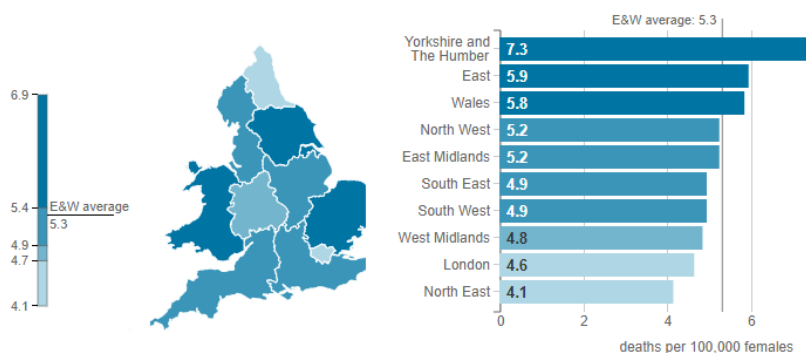 6.9
5.4
E&W average
5.3
4.9
4.7
4.1
E&W average: 5.3
Yorkshire and
The Humber
7.3
East
5.9
Wales
5.8
North West
5.2
East Midlands
5.2
South East
4.9
South West
4.9
West Midlands
4.8
London
4.6
North East
4.1
0
2
4
6
deaths per 100,000 females